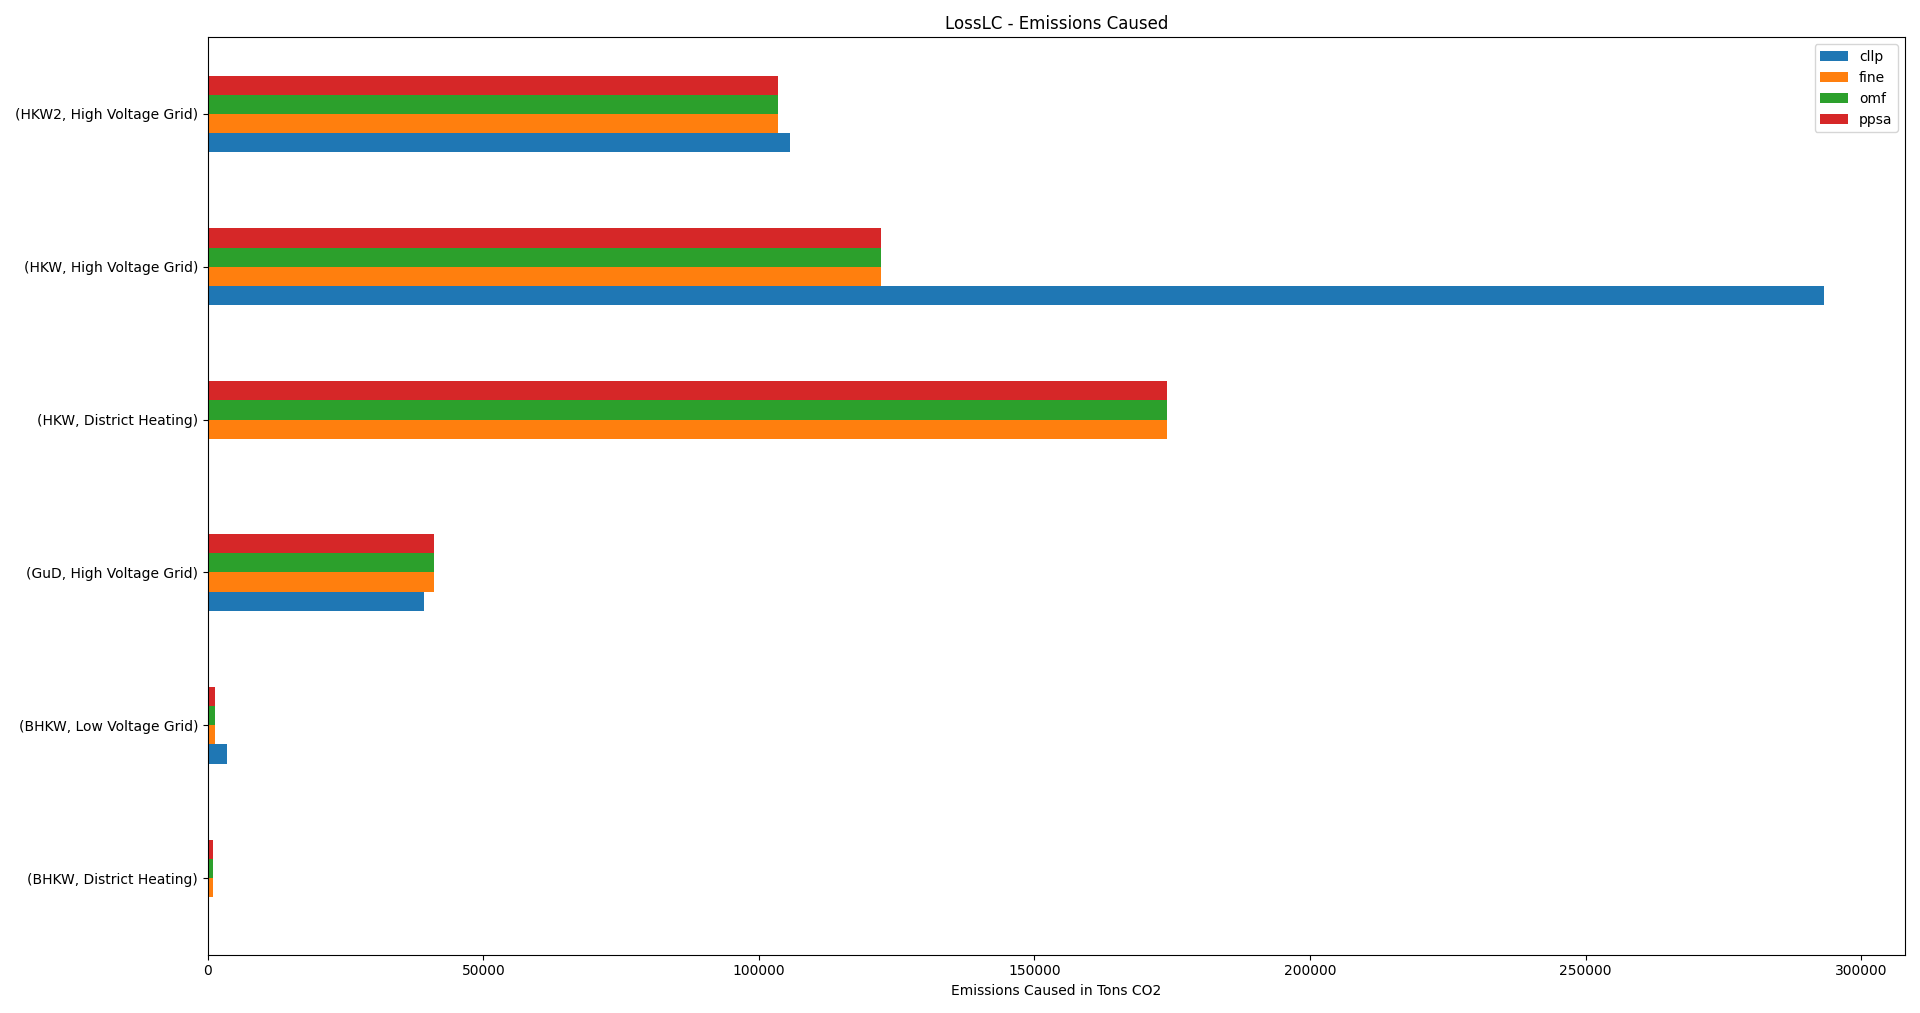 LossLC - Emissions Caused
cllp
fine
omf
ppsa
(HKW2, High Voltage Grid)
(HKW, High Voltage Grid)
(HKW, District Heating)
(GuD, High Voltage Grid)
(BHKW, Low Voltage Grid)
(BHKW, District Heating)
0 50000 100000 150000 200000 250000 300000
Emissions Caused in Tons CO2